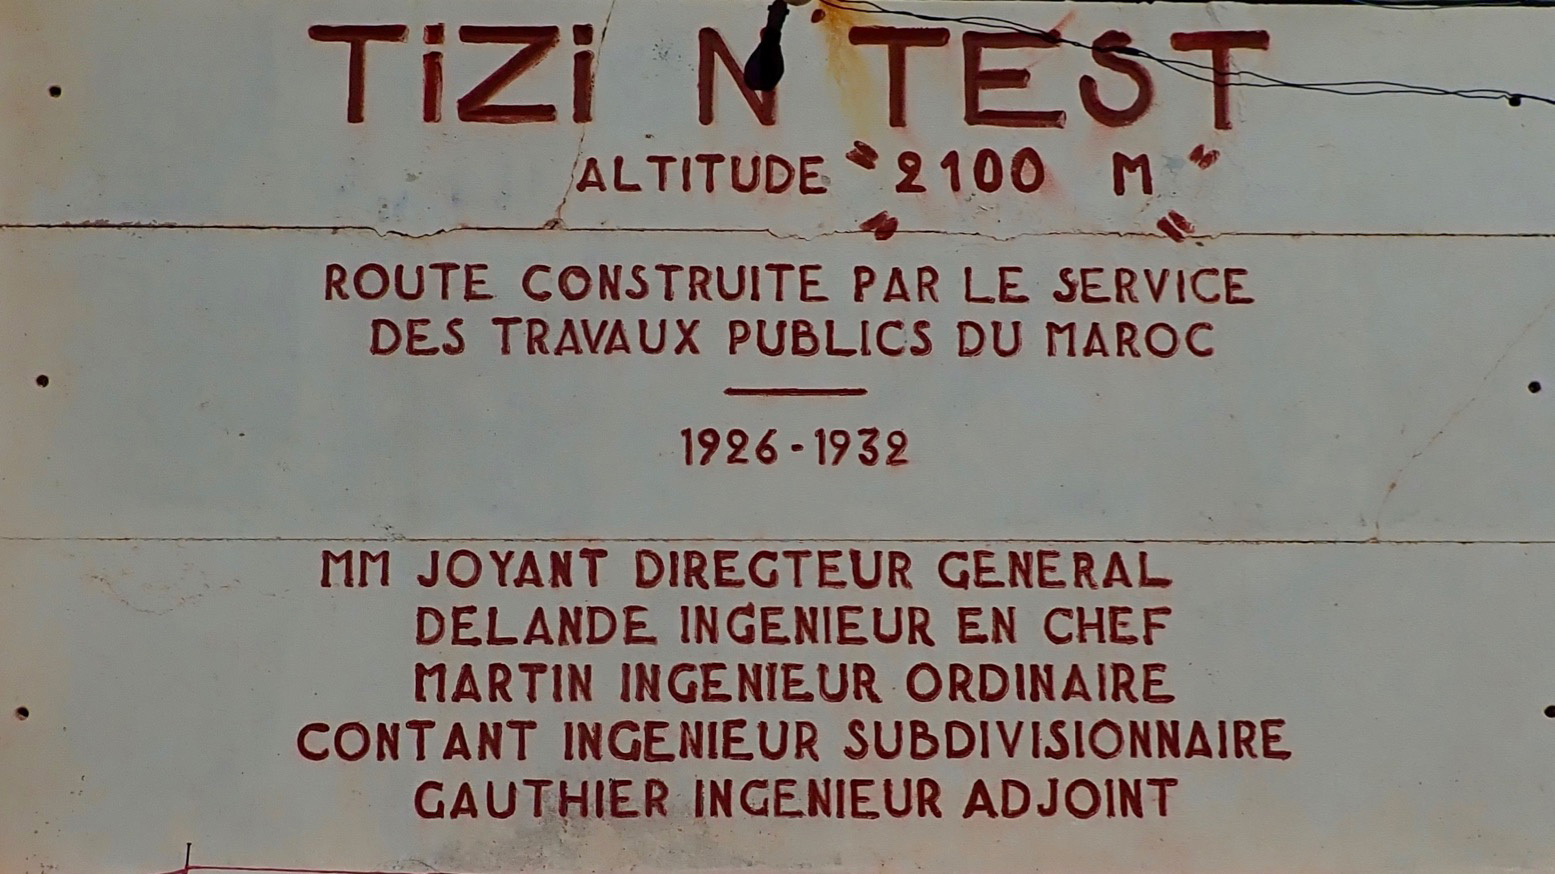 TiZi N TEST
ALTITUDE "2100 M"
ROUTE CONSTRUITE PAR LE SERVICE
DES TRAVAUX PUBLICS DU MAROC
1926-1932
MM JOYANT DIRECTEUR GENERAL
DELANDE INGENIEUR EN CHEF
MARTIN INGENIEUR ORDINAIRE
CONTANT INGENIEUR SUBDIVISIONNAIRE
GAUTHIER INGENIEUR ADJOINT